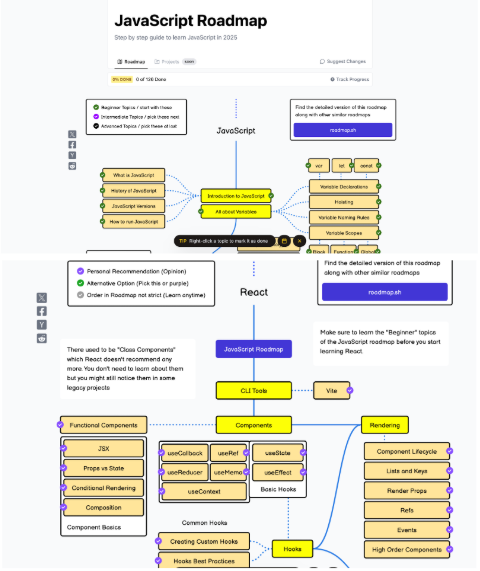 JavaScript Roadmap
Step by step guide to learn JavaScript in 2025
Roadmap
Projects
Suggest Changes
0% DONE 0 of 126 Done
Track Progress
Beginner Topics / start with these
Intermediate Topics / pick these next
Advanced Topics / pick these at last
Find the detailed version of this roadmap
along with other similar roadmaps
roadmap.sh
JavaScript
What is JavaScript
History of JavaScript
JavaScript Versions
How to run JavaScript
Introduction to JavaScript
All about Variables
var
let
const
Variable Declarations
Hoisting
Variable Naming Rules
Variable Scopes
Block
Function
Global
TIP Right-click a topic to mark it as done
Personal Recommendation (Opinion)
Alternative Option (Pick this or purple)
Order in Roadmap not strict (Learn anytime)
Find the detailed version of this roadmap
along with other similar roadmaps
roadmap.sh
React
There used to be "Class Components"
which React doesn't recommend any
more. You don't need to learn about them
but you might still notice them in some
legacy projects
JavaScript Roadmap
Make sure to learn the "Beginner" topics
of the JavaScript roadmap before you start
learning React.
CLI Tools
Vite
Functional Components
Components
Rendering
JSX
Props vs State
Conditional Rendering
Composition
Component Basics
useCallback
useRef
useState
useReducer
useMemo
useEffect
useContext
Basic Hooks
Common Hooks
Creating Custom Hooks
Hooks Best Practices
Hooks
Component Lifecycle
Lists and Keys
Render Props
Refs
Events
High Order Components